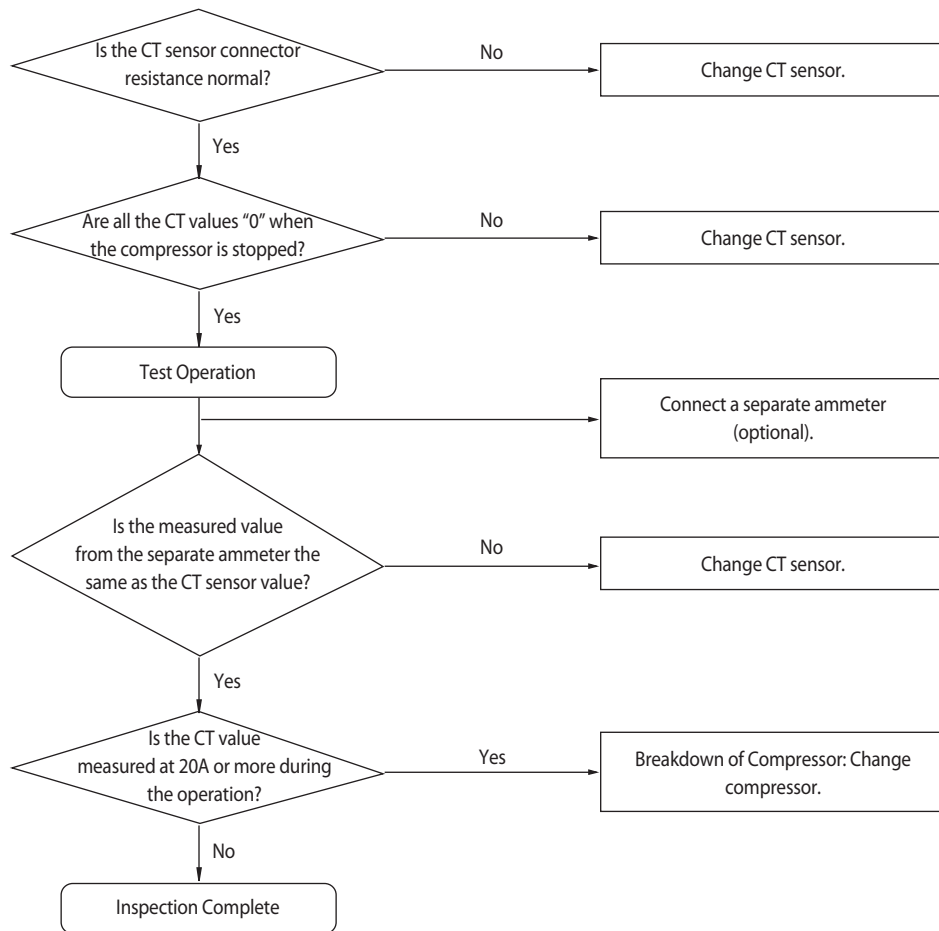 Is the CT sensor connector
resistance normal?
No
Change CT sensor.
Yes
Are all the CT values “0” when
the compressor is stopped?
No
Change CT sensor.
Yes
Test Operation
Connect a separate ammeter
(optional).
Is the measured value
from the separate ammeter the
same as the CT sensor value?
No
Change CT sensor.
Yes
Is the CT value
measured at 20A or more during
the operation?
Yes
Breakdown of Compressor: Change
compressor.
No
Inspection Complete